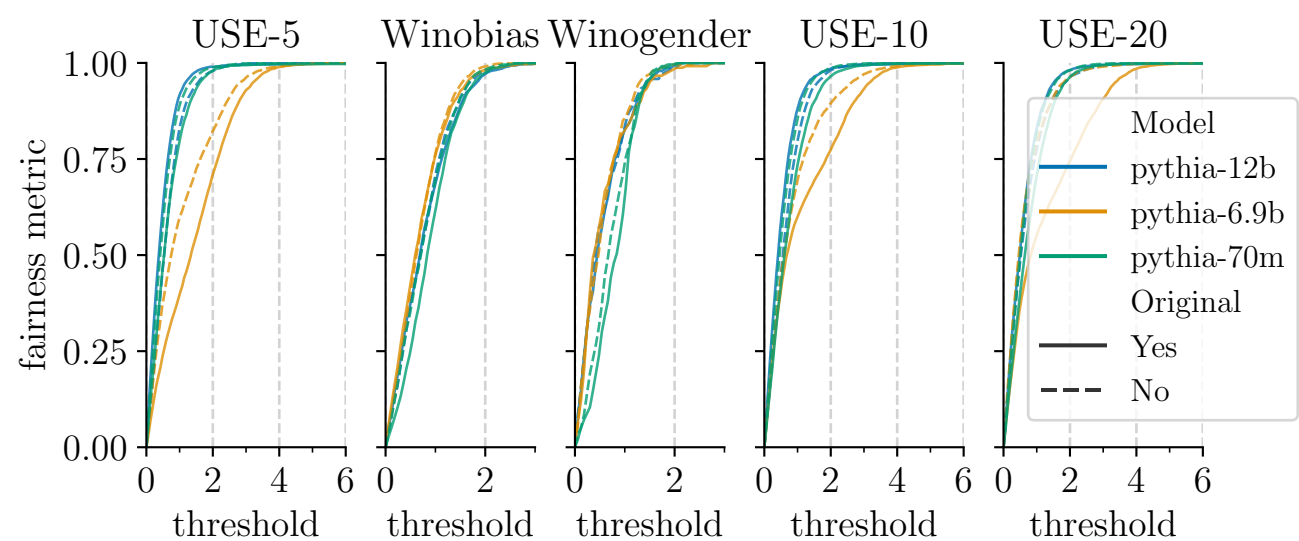 USE-5 Winobias Winogender USE-10 USE-20
fairness metric
1.00
0.75
0.50
0.25
0.00
0 2 4 6
0 2
0 2
0 2 4 6
0 2 4 6
threshold threshold threshold threshold threshold
Model
pythia-12b
pythia-6.9b
pythia-70m
Original
Yes
No